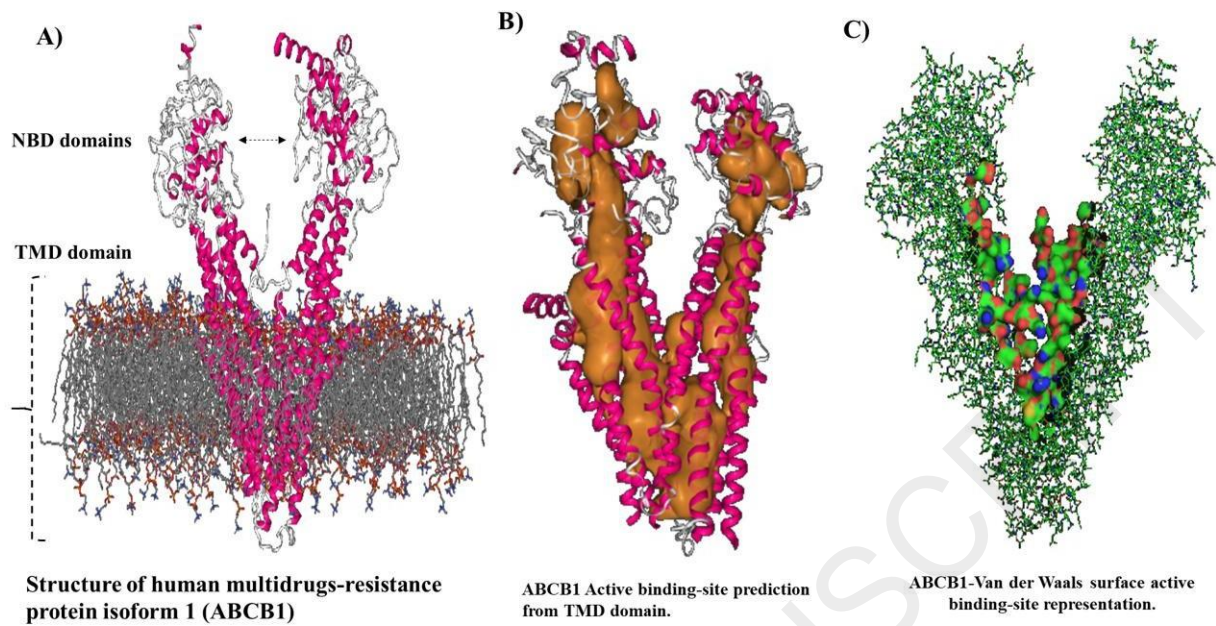 A)
B)
C)
NBD domains
TMD domain
Structure of human multidrugs-resistance
protein isoform 1 (ABCB1)
ABCB1 Active binding-site prediction
from TMD domain.
ABCB1-Van der Waals surface active
binding-site representation.